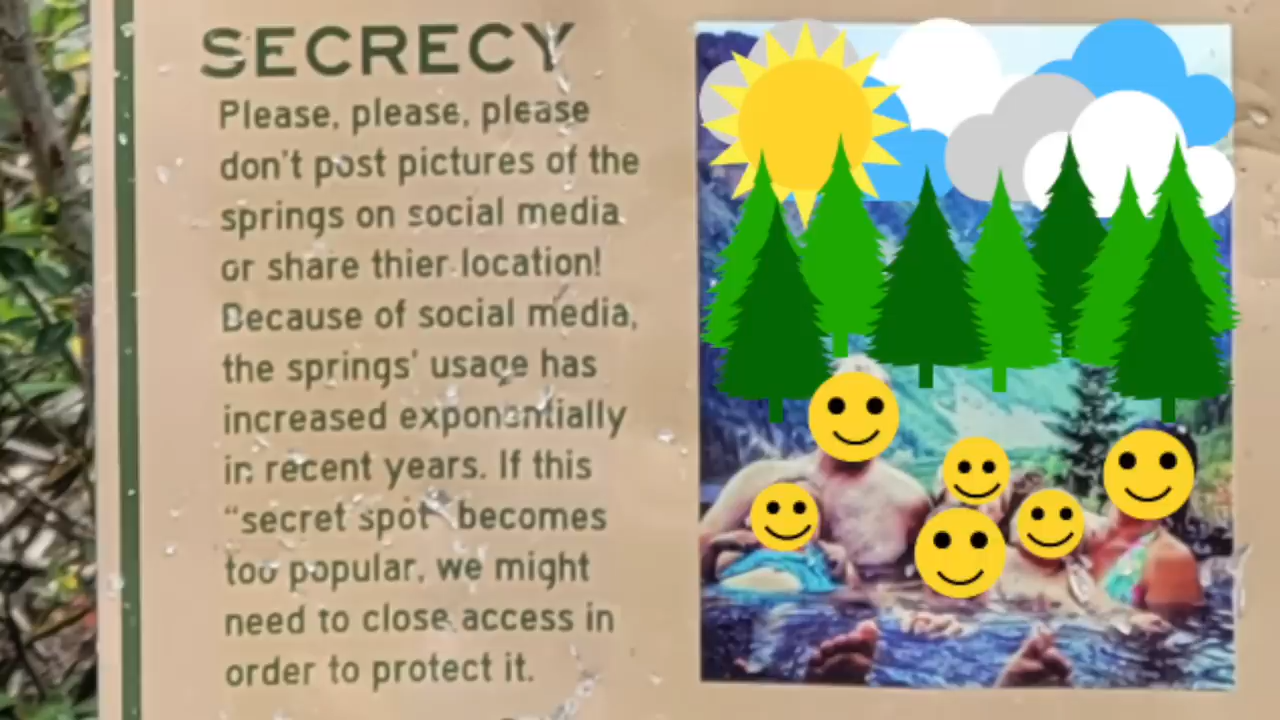 SECRECY
Please, please, please
don't post pictures of the
springs on social media
or share thier location!
Because of social media,
the springs' usage has
increased exponentially
in recent years. If this
“secret spot” becomes
too popular, we might
need to close access in
order to protect it.